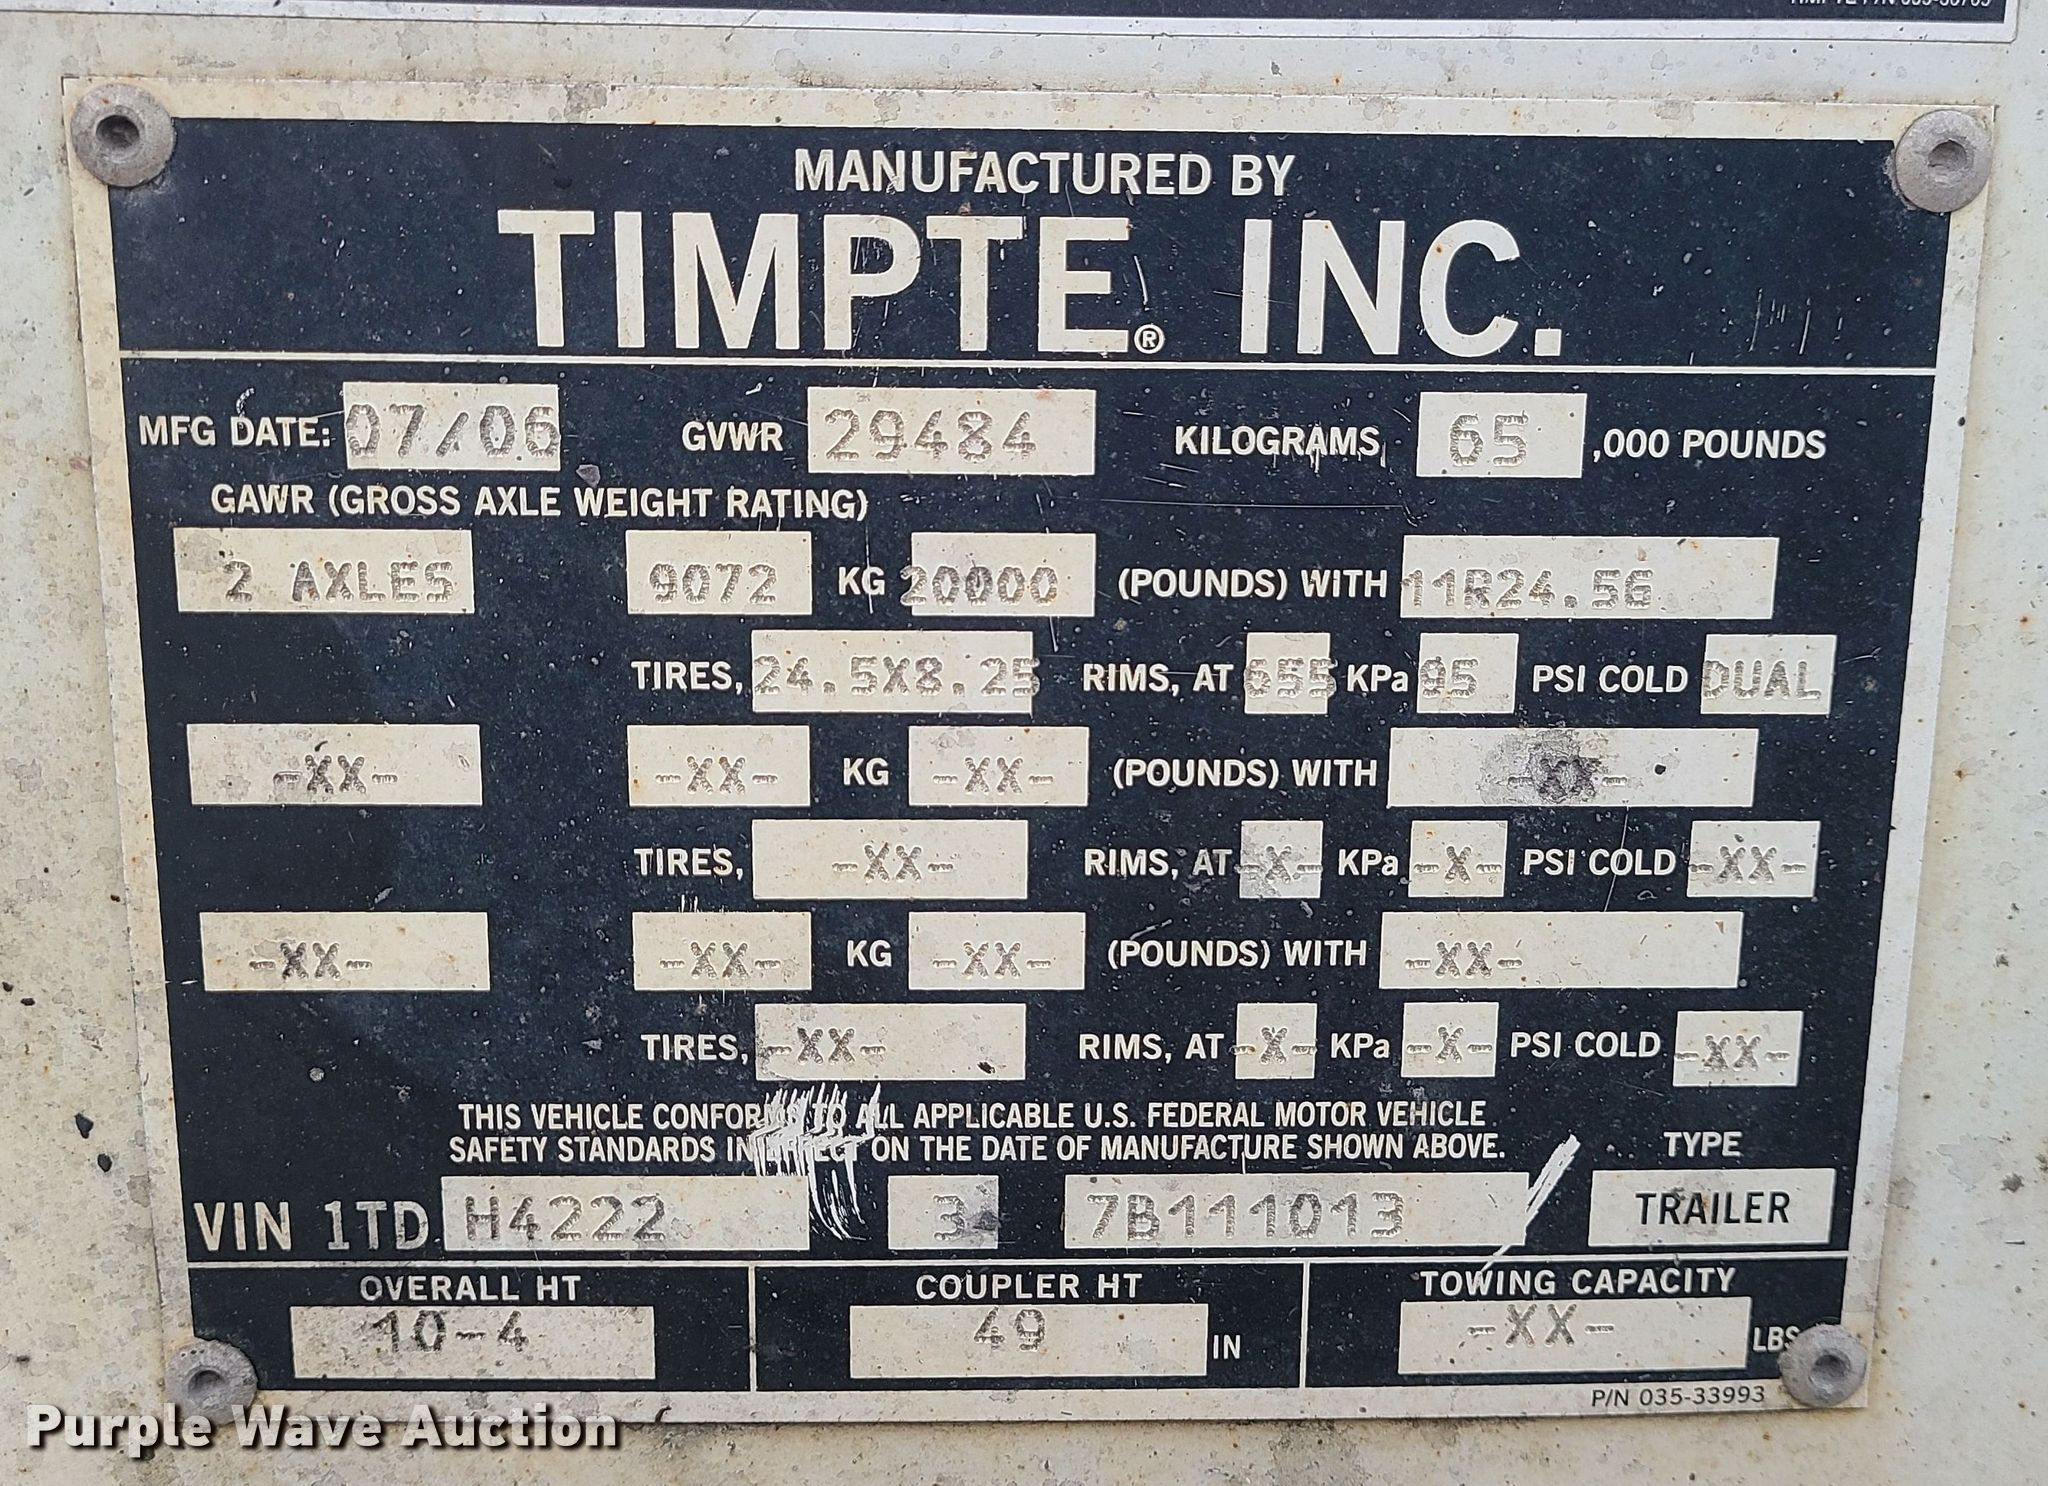 MANUFACTURED BY
TIMPTE® INC.
MFG DATE: 07/06 GVWR 29484 KILOGRAMS 65 ,000 POUNDS
GAWR (GROSS AXLE WEIGHT RATING)
2 AXLES 9072 KG 20000 (POUNDS) WITH 11R24.5G
TIRES, 24.5X8.25 RIMS, AT 655 KPa 95 PSI COLD DUAL
-XX- -XX- KG -XX- (POUNDS) WITH -XX-
TIRES, -XX- RIMS, AT -X- KPa -X- PSI COLD -XX-
-XX- -XX- KG -XX- (POUNDS) WITH -XX-
TIRES, -XX- RIMS, AT -X- KPa -X- PSI COLD -XX-
THIS VEHICLE CONFORMS TO ALL APPLICABLE U.S. FEDERAL MOTOR VEHICLE
SAFETY STANDARDS IN EFFECT ON THE DATE OF MANUFACTURE SHOWN ABOVE.
TYPE
VIN 1TD H4222 3 7B111013 TRAILER
OVERALL HT COUPLER HT TOWING CAPACITY
10-4 49 IN -XX- LBS
P/N 035-33993
Purple Wave Auction